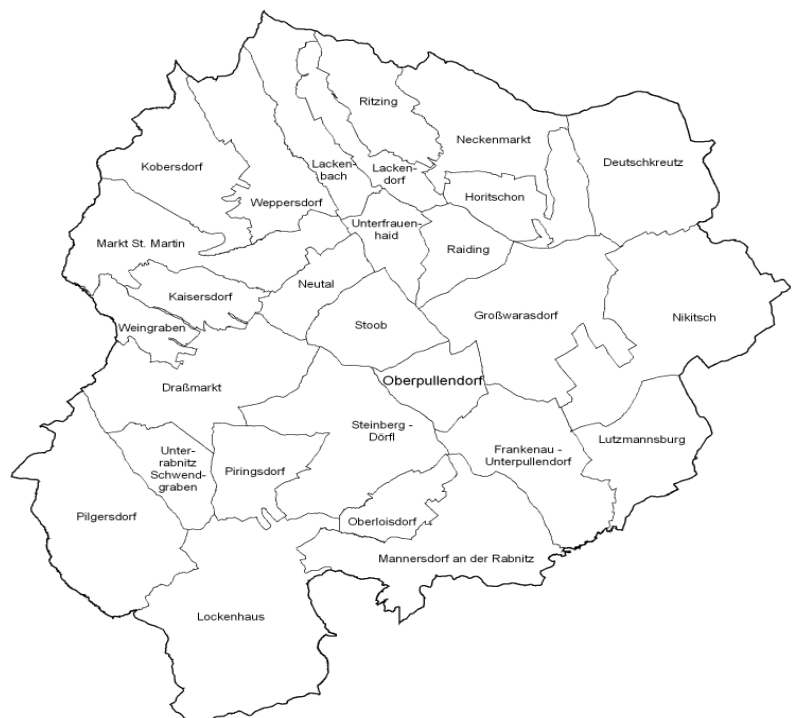 Ritzing
Neckenmarkt
Deutschkreutz
Kobersdorf
Lacken-
bach
Lacken-
dorf
Horitschon
Weppersdorf
Unterfrauen-
haid
Markt St. Martin
Raiding
Neutal
Kaisersdorf
Großwarasdorf
Nikitsch
Weingraben
Stoob
Draßmarkt
Oberpullendorf
Steinberg -
Dörfl
Lutzmannsburg
Frankenau -
Unterpullendorf
Unter-
rabnitz
Schwend-
graben
Piringsdorf
Pilgersdorf
Oberloisdorf
Mannersdorf an der Rabnitz
Lockenhaus